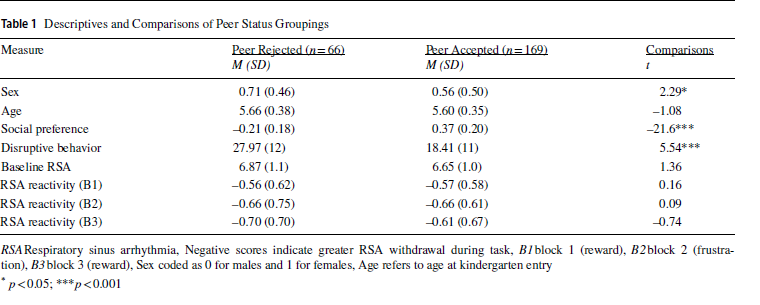 Table 1 Descriptives and Comparisons of Peer Status Groupings
Measure Peer Rejected (n=66) Peer Accepted (n=169) Comparisons
M (SD) M (SD) t
Sex 0.71 (0.46) 0.56 (0.50) 2.29*
Age 5.66 (0.38) 5.60 (0.35) −1.08
Social preference −0.21 (0.18) 0.37 (0.20) −21.6***
Disruptive behavior 27.97 (12) 18.41 (11) 5.54***
Baseline RSA 6.87 (1.1) 6.65 (1.0) 1.36
RSA reactivity (B1) −0.56 (0.62) −0.57 (0.58) 0.16
RSA reactivity (B2) −0.66 (0.75) −0.66 (0.61) 0.09
RSA reactivity (B3) −0.70 (0.70) −0.61 (0.67) −0.74
RSA Respiratory sinus arrhythmia, Negative scores indicate greater RSA withdrawal during task, B1 block 1 (reward), B2 block 2 (frustra-
tion), B3 block 3 (reward), Sex coded as 0 for males and 1 for females, Age refers to age at kindergarten entry
* p<0.05; ***p<0.001